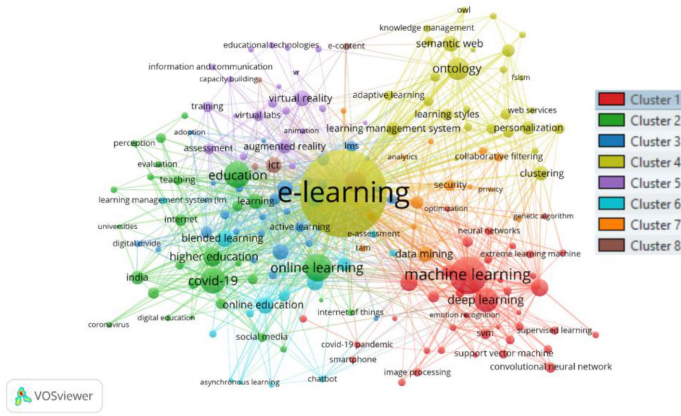 owl
knowledge management
educational technologies
e-content
semantic web
ontology
information and communication
vr
capacity buildings
fslsm
virtual reality
adaptive learning
training
web services
virtual labs
learning styles
adoption
animation
learning management system
personalization
perception
assessment
augmented reality
lms
evaluation
ict
analytics
collaborative filtering
teaching
education
security
clustering
e-learning
privacy
learning management system (lm
learning
optimization
internet
genetic algorithm
universities
active learning
e-assessment
neural networks
digital divide
blended learning
tam
data mining
extreme learning machine
higher education
online learning
machine learning
india
covid-19
deep learning
online education
internet of things
emotion recognition
coronavirus
digital education
svm
supervised learning
social media
covid-19 pandemic
support vector machine
smartphone
convolutional neural network
asynchronous learning
chatbot
image processing
Cluster 1
Cluster 2
Cluster 3
Cluster 4
Cluster 5
Cluster 6
Cluster 7
Cluster 8
VOSviewer